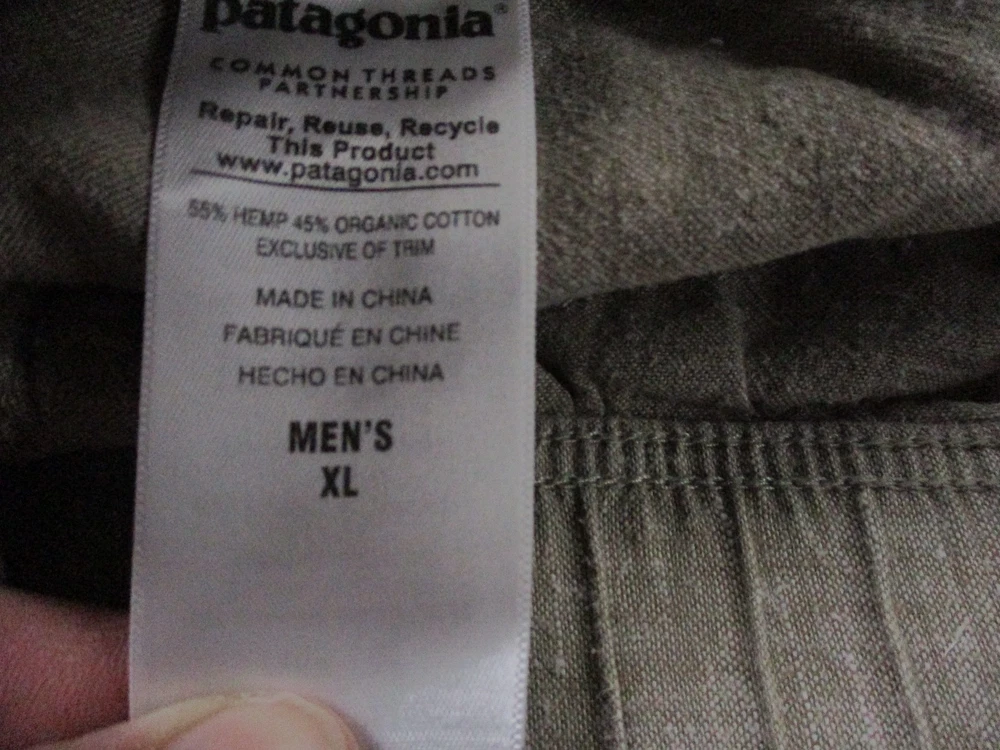 patagonia®
COMMON THREADS
PARTNERSHIP
Repair, Reuse, Recycle
This Product
www.patagonia.com
55% HEMP 45% ORGANIC COTTON
EXCLUSIVE OF TRIM
MADE IN CHINA
FABRIQUÉ EN CHINE
HECHO EN CHINA
MEN'S
XL